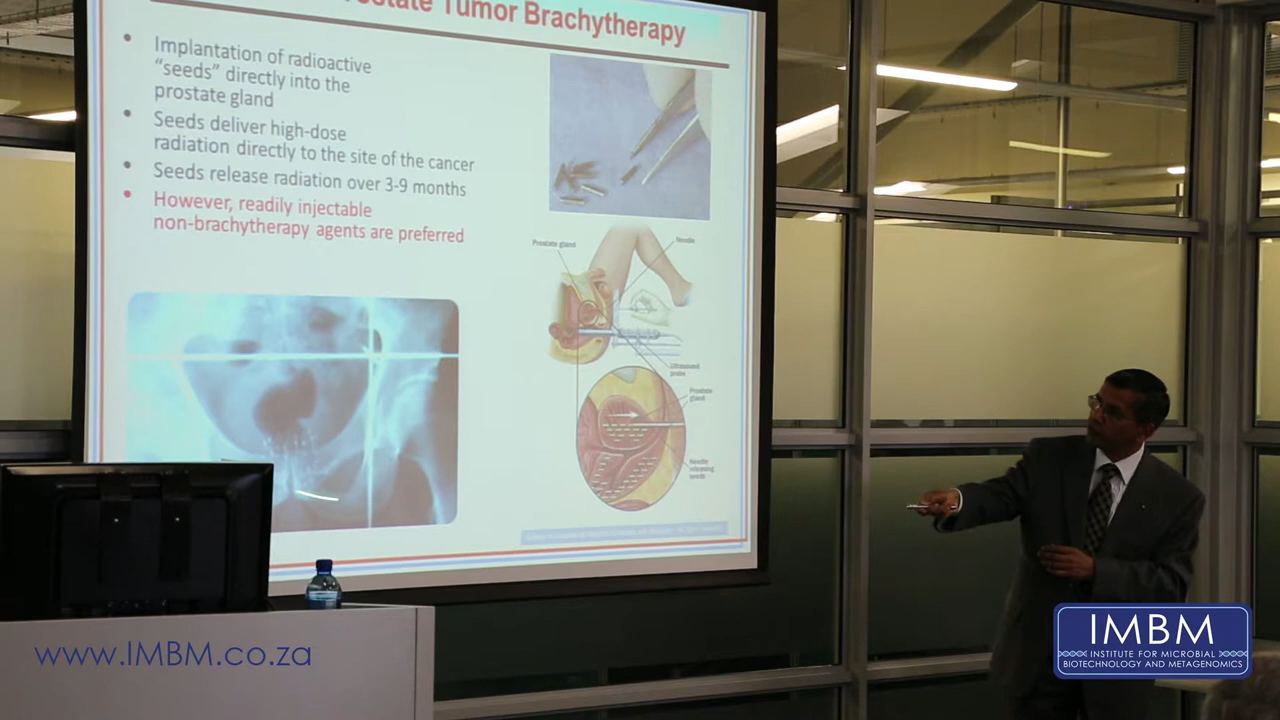 Tumor Brachytherapy
• Implantation of radioactive
"seeds" directly into the
prostate gland
• Seeds deliver high-dose
radiation directly to the site of the cancer
• Seeds release radiation over 3-9 months
• However, readily injectable
non-brachytherapy agents are preferred
Prostate gland
Needle
Ultrasound
probe
Prostate
gland
Needle
releasing
seeds
www.IMBM.co.za
IMBM
INSTITUTE FOR MICROBIAL
BIOTECHNOLOGY AND METAGENOMICS